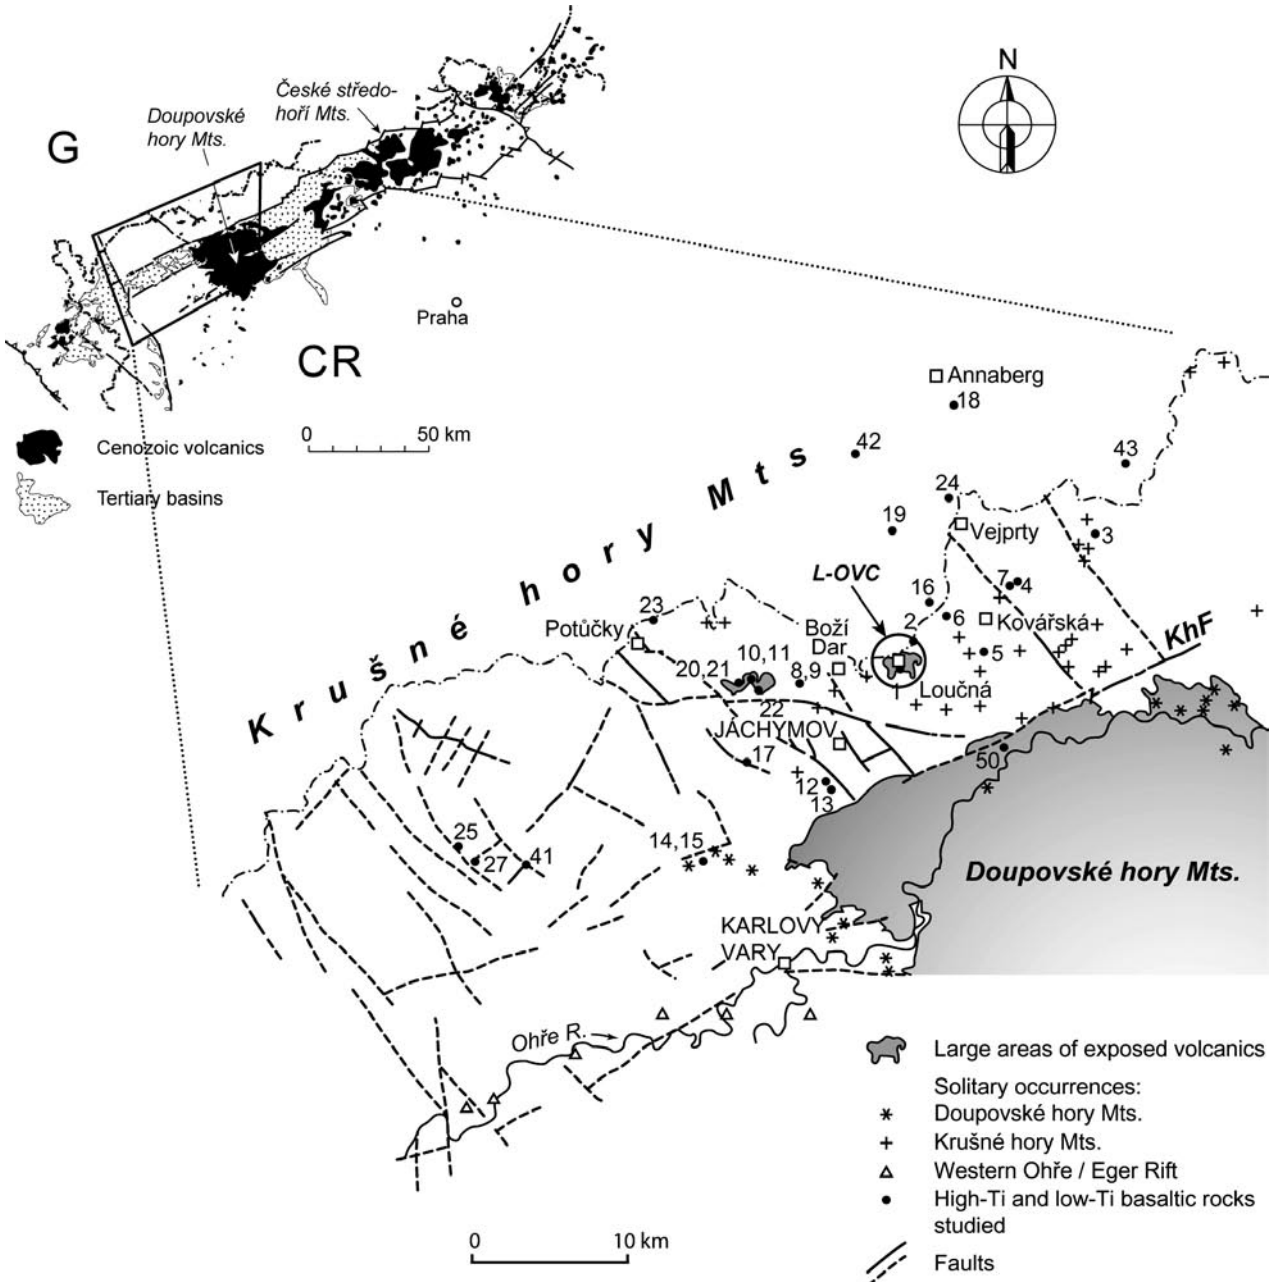 České středo-
hoří Mts.
Doupovské
hory Mts.
G
Praha
CR
0 50 km
Cenozoic volcanics
Tertiary basins
N
Annaberg
18
42
43
24
19
Vejprty
3
Krušné hory Mts
L-OVC
16
7 4
6
Kovářská
2
23
Potůčky
Boží
Dar
10,11
20,21
8,9
5
KhF
Loučná
22
JÁCHYMOV
17
50
12
13
25
27
41
14,15
Doupovské hory Mts.
KARLOVY
VARY
Ohře R.
Large areas of exposed volcanics
Solitary occurrences:
Doupovské hory Mts.
Krušné hory Mts.
Western Ohře / Eger Rift
High-Ti and low-Ti basaltic rocks
studied
Faults
0 10 km